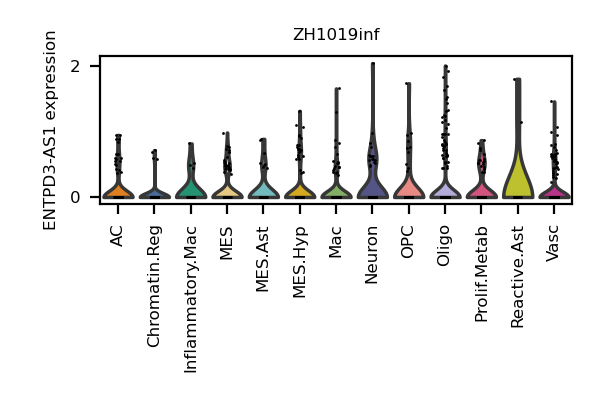 ZH1019inf
ENTPD3-AS1 expression
2
0
AC
Chromatin.Reg
Inflammatory.Mac
MES
MES.Ast
MES.Hyp
Mac
Neuron
OPC
Oligo
Prolif.Metab
Reactive.Ast
Vasc